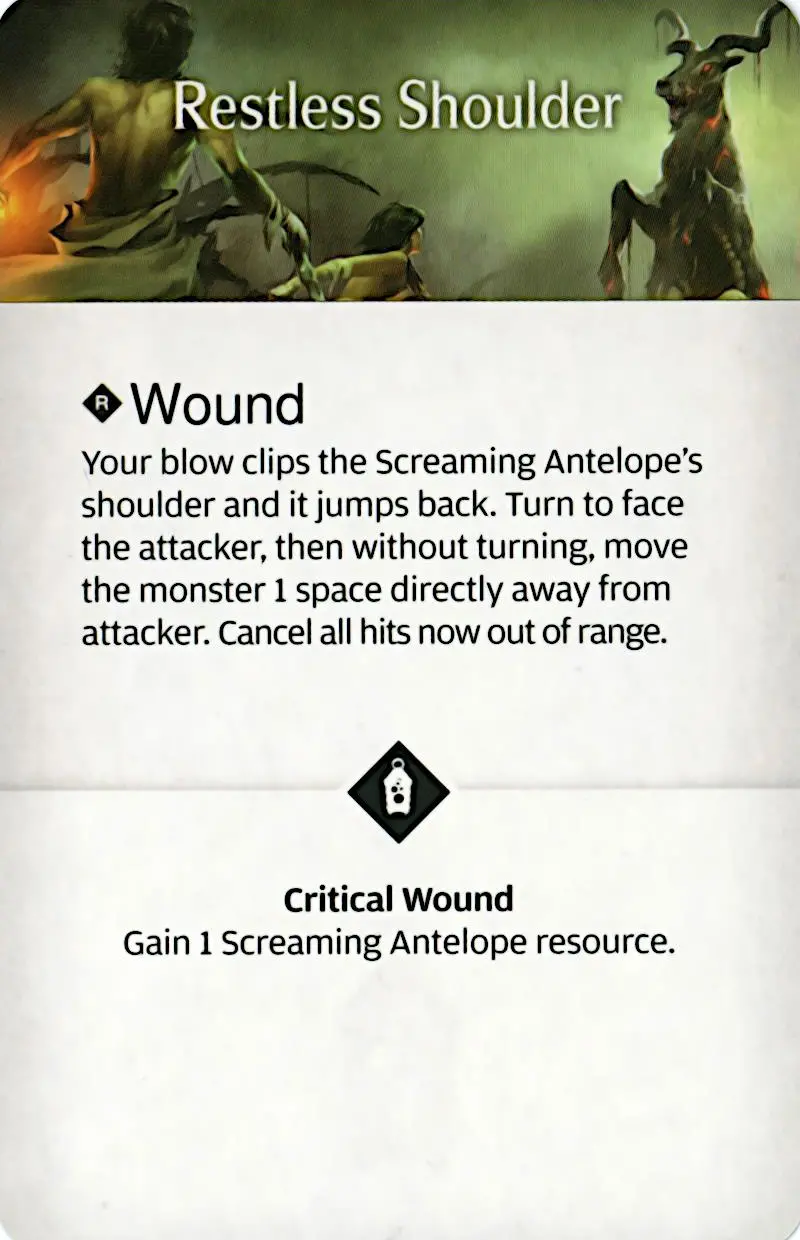 Restless Shoulder
R Wound
Your blow clips the Screaming Antelope's
shoulder and it jumps back. Turn to face
the attacker, then without turning, move
the monster 1 space directly away from
attacker. Cancel all hits now out of range.
Critical Wound
Gain 1 Screaming Antelope resource.